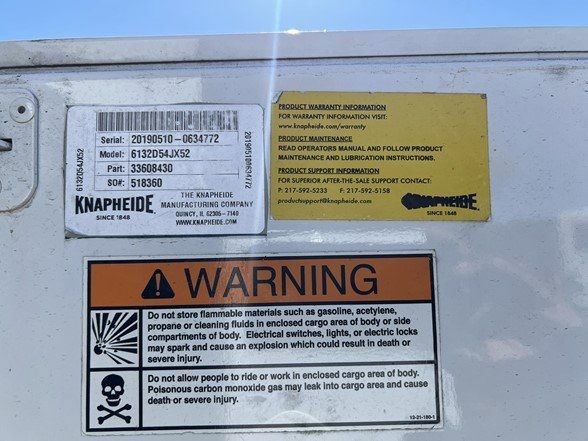 6132D54JX52
Serial: 20190510-0634772
Model: 6132D54JX52
Part: 33608430
SO#: 518360
20190510634772
KNAPHEIDE.
SINCE 1848
THE KNAPHEIDE
MANUFACTURING COMPANY
QUINCY, IL 62305-7140
WWW.KNAPHEIDE.COM
PRODUCT WARRANTY INFORMATION
FOR WARRANTY INFORMATION VISIT:
www.knapheide.com/warranty
PRODUCT MAINTENANCE
READ OPERATORS MANUAL AND FOLLOW PRODUCT
MAINTENANCE AND LUBRICATION INSTRUCTIONS.
PRODUCT SUPPORT INFORMATION
FOR SUPERIOR AFTER-THE-SALE SUPPORT CONTACT:
P: 217-592-5233 F: 217-592-5158
productsupport@knapheide.com
KNAPHEIDE
SINCE 1848
WARNING
Do not store flammable materials such as gasoline, acetylene,
propane or cleaning fluids in enclosed cargo area of body or side
compartments of body. Electrical switches, lights, or electric locks
may spark and cause an explosion which could result in death or
severe injury.
Do not allow people to ride or work in enclosed cargo area of body.
Poisonous carbon monoxide gas may leak into cargo area and cause
death or severe injury.
12-21-180-1